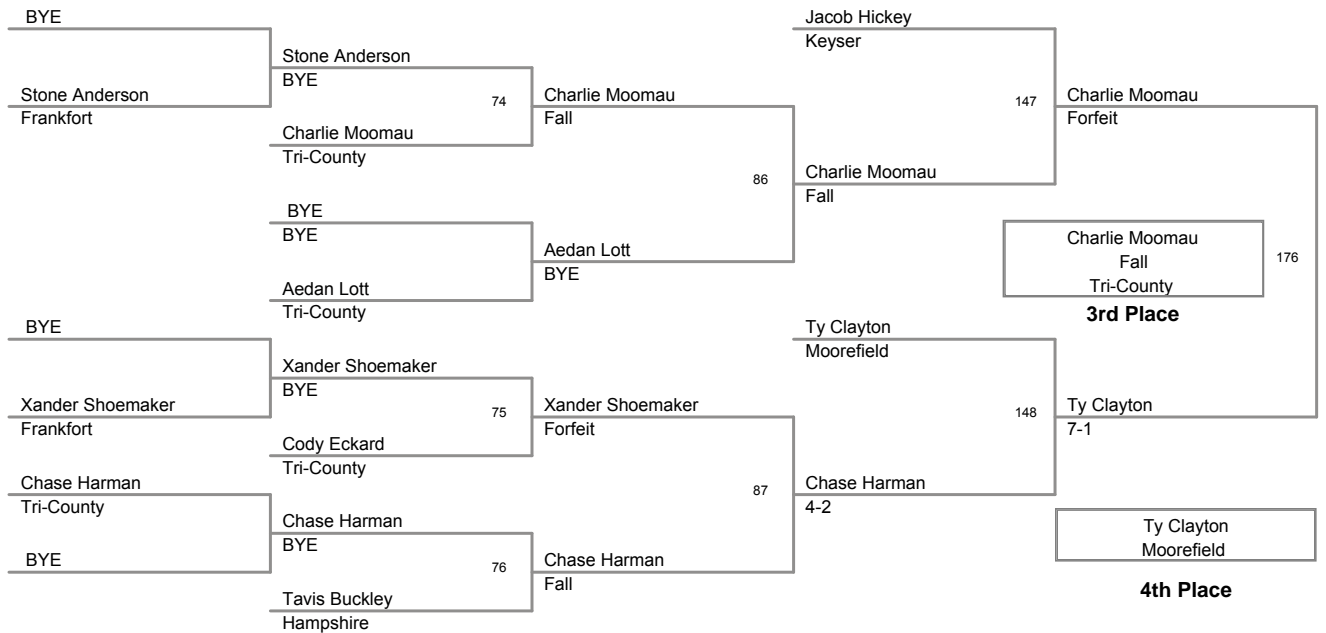 BYE
Stone Anderson
Frankfort
Stone Anderson
BYE
74
Charlie Moomau
Tri-County
BYE
BYE
Aedan Lott
Tri-County
Charlie Moomau
Fall
86
Aedan Lott
BYE
Jacob Hickey
Keyser
147
Charlie Moomau
Fall
Charlie Moomau
Forfeit
Charlie Moomau
Fall
Tri-County
176
3rd Place
BYE
Xander Shoemaker
Frankfort
Chase Harman
Tri-County
BYE
Xander Shoemaker
BYE
75
Cody Eckard
Tri-County
Chase Harman
BYE
76
Tavis Buckley
Hampshire
Xander Shoemaker
Forfeit
87
Chase Harman
Fall
Ty Clayton
Moorefield
148
Chase Harman
4-2
Ty Clayton
7-1
Ty Clayton
Moorefield
4th Place